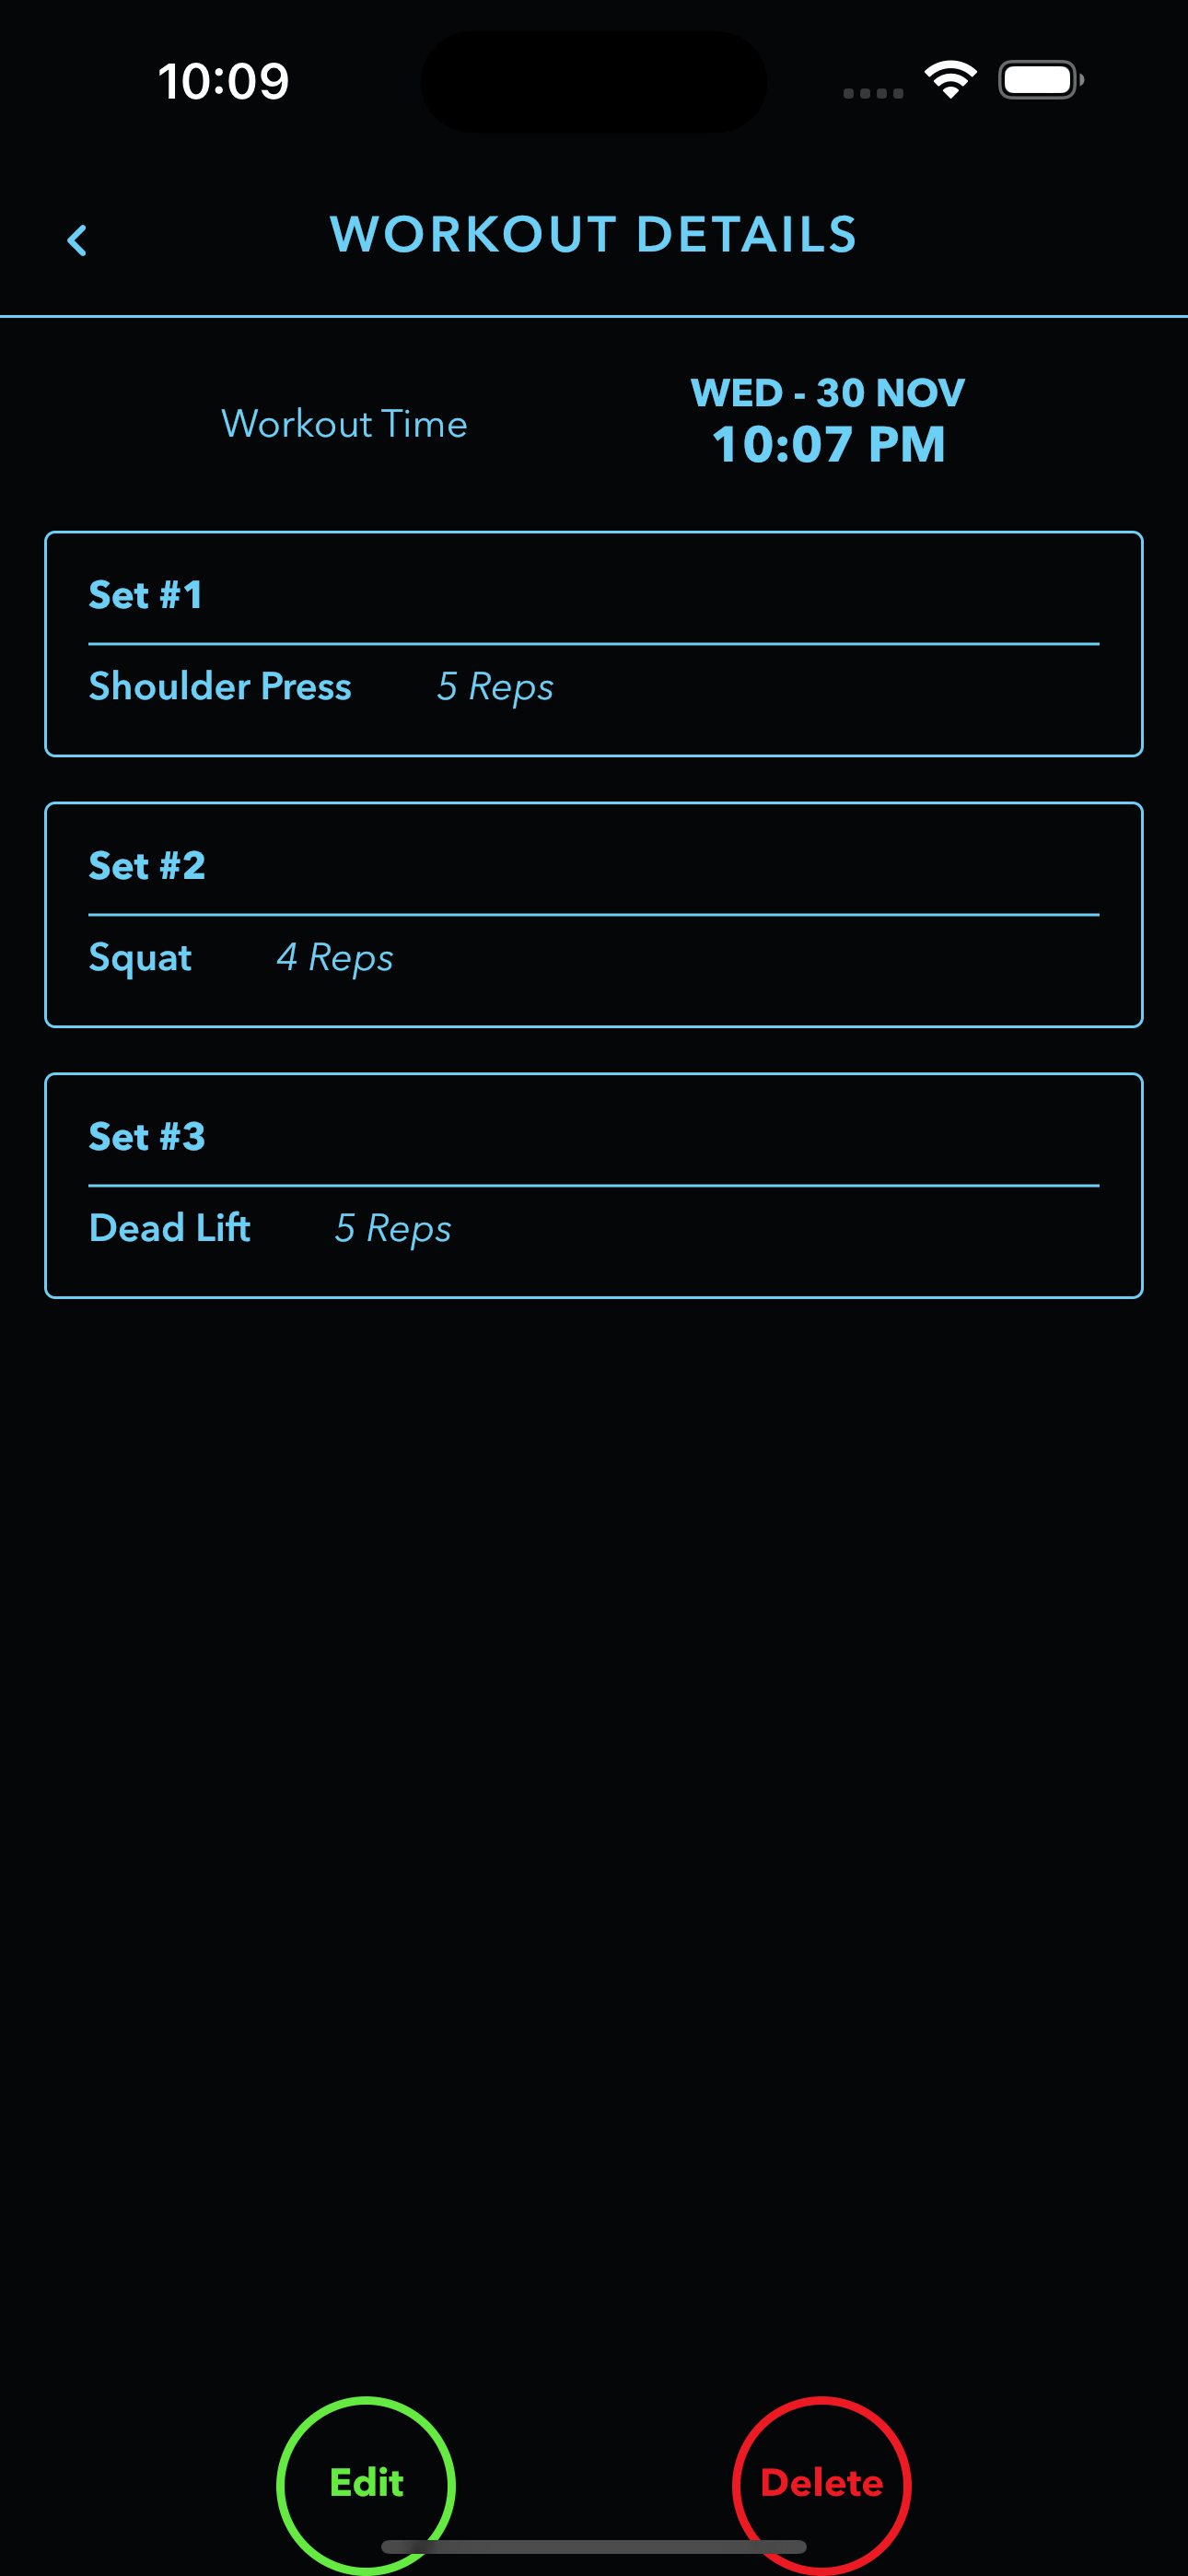 10:09
WORKOUT DETAILS
Workout Time
WED - 30 NOV
10:07 PM
Set #1
Shoulder Press 5 Reps
Set #2
Squat 4 Reps
Set #3
Dead Lift 5 Reps
Edit Delete